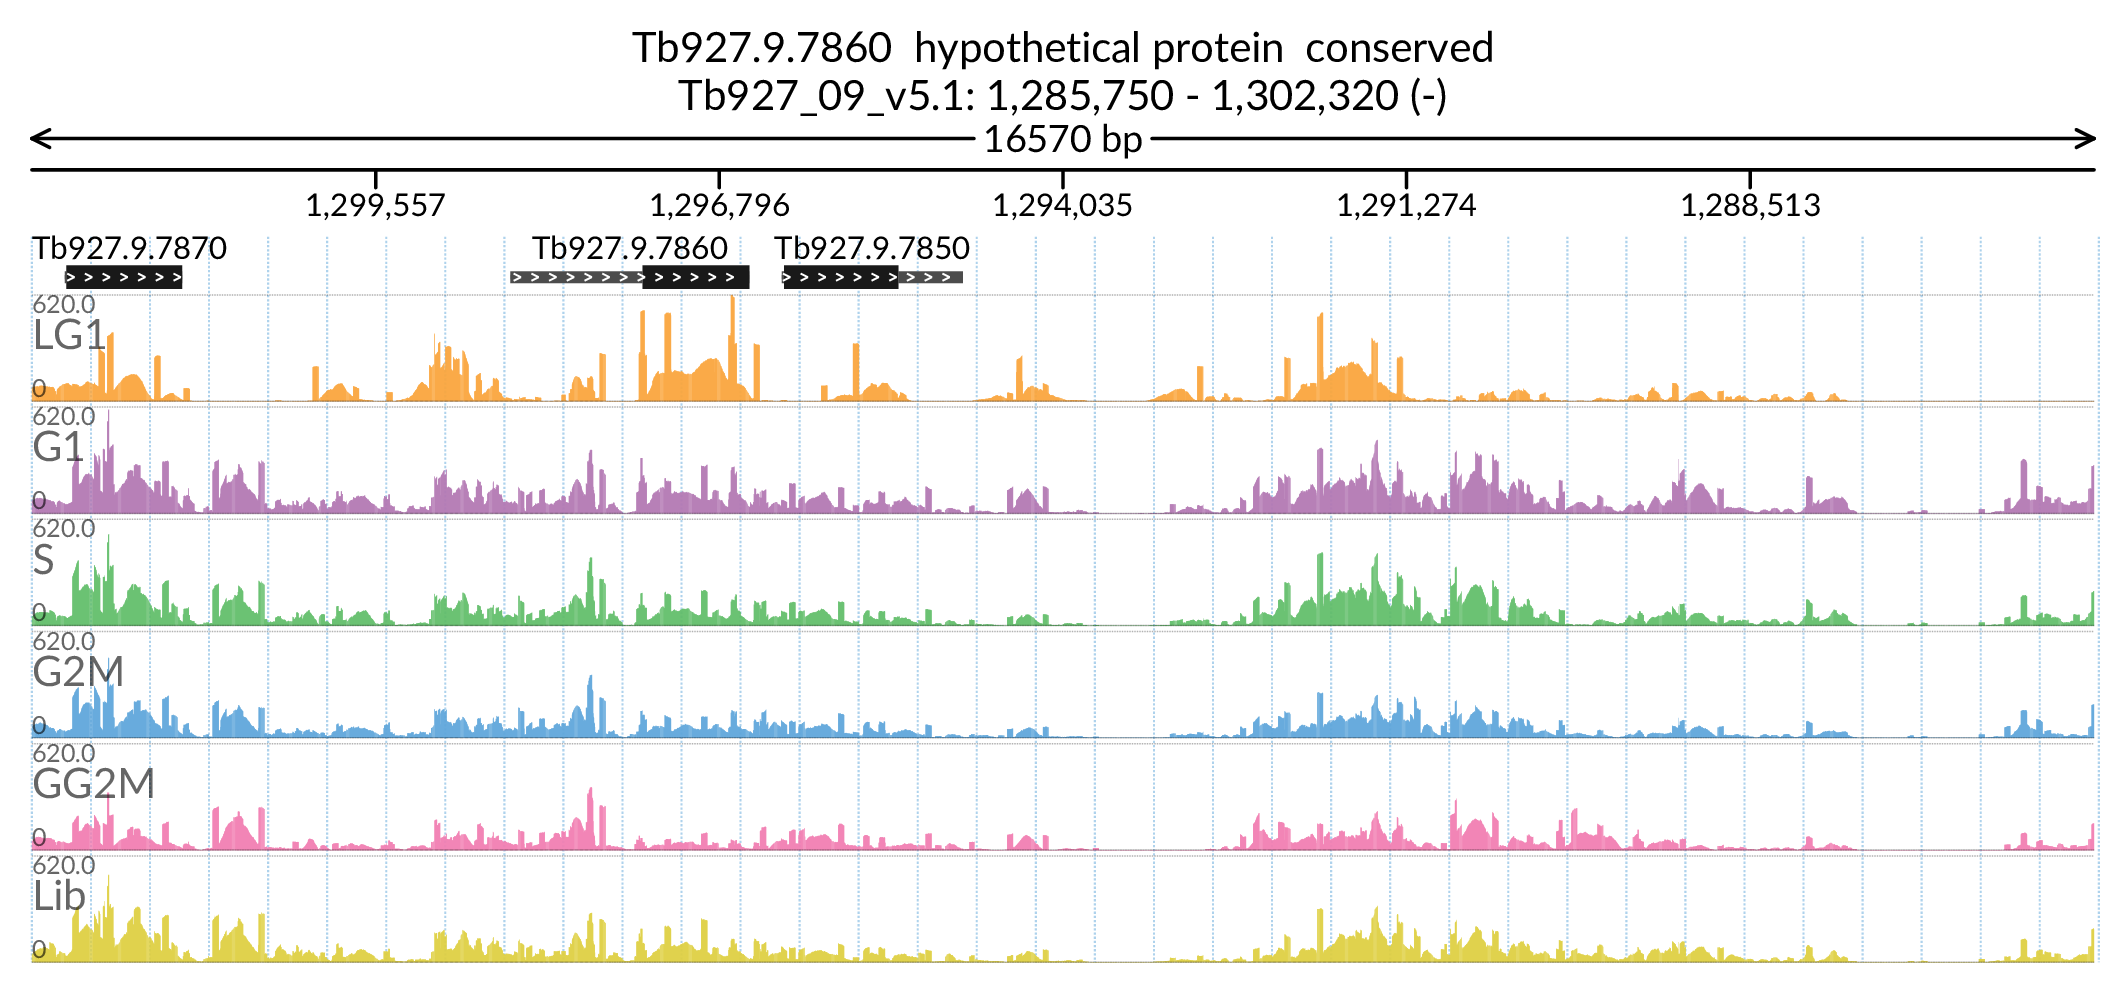 Tb927.9.7860  hypothetical protein  conserved
Tb927_09_v5.1: 1,285,750 - 1,302,320 (-)
16570 bp
1,299,557 1,296,796 1,294,035 1,291,274 1,288,513
Tb927.9.7870 Tb927.9.7860 Tb927.9.7850
620.0
LG1
0
620.0
G1
0
620.0
S
0
620.0
G2M
0
620.0
GG2M
0
620.0
Lib
0